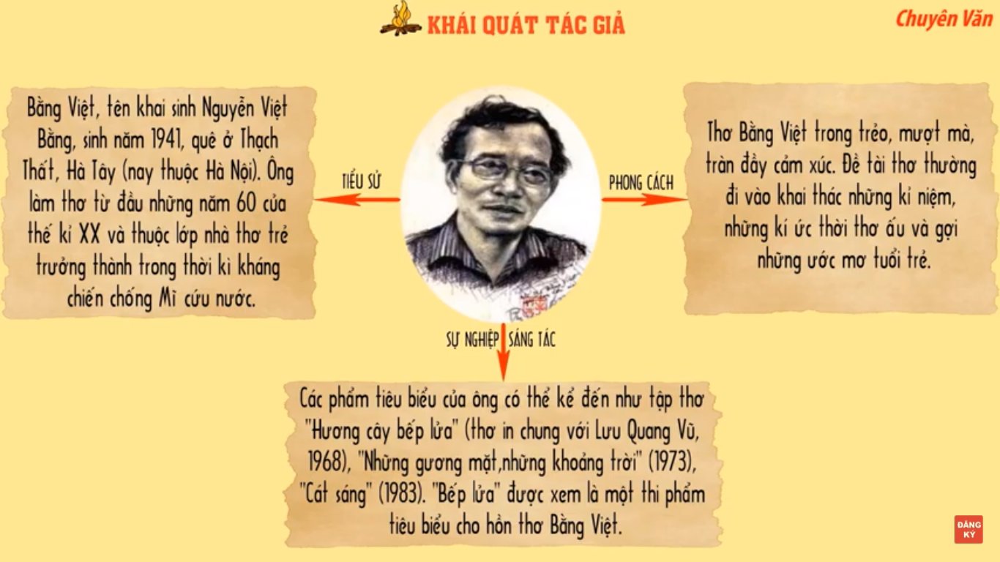 KHÁI QUÁT TÁC GIẢ
Chuyên Văn
Bằng Việt, tên khai sinh Nguyễn Việt
Bằng, sinh năm 1941, quê ở Thạch
Thất, Hà Tây (nay thuộc Hà Nội). Ông
làm thơ từ đầu những năm 60 của
thế kỉ XX và thuộc lớp nhà thơ trẻ
trưởng thành trong thời kì kháng
chiến chống Mĩ cứu nước.
TIỂU SỬ
PHONG CÁCH
Thơ Bằng Việt trong trẻo, mượt mà,
tràn đầy cảm xúc. Đề tài thơ thường
đi vào khai thác những kỉ niệm,
những kí ức thời thơ ấu và gợi
những ước mơ tuổi trẻ.
SỰ NGHIỆP SÁNG TÁC
Các phẩm tiêu biểu của ông có thể kể đến như tập thơ
"Hương cây bếp lửa" (thơ in chung với Lưu Quang Vũ,
1968), "Những gương mặt,những khoảng trời" (1973),
"Cát sáng" (1983). "Bếp lửa" được xem là một thi phẩm
tiêu biểu cho hồn thơ Bằng Việt.
ĐĂNG
KÝ